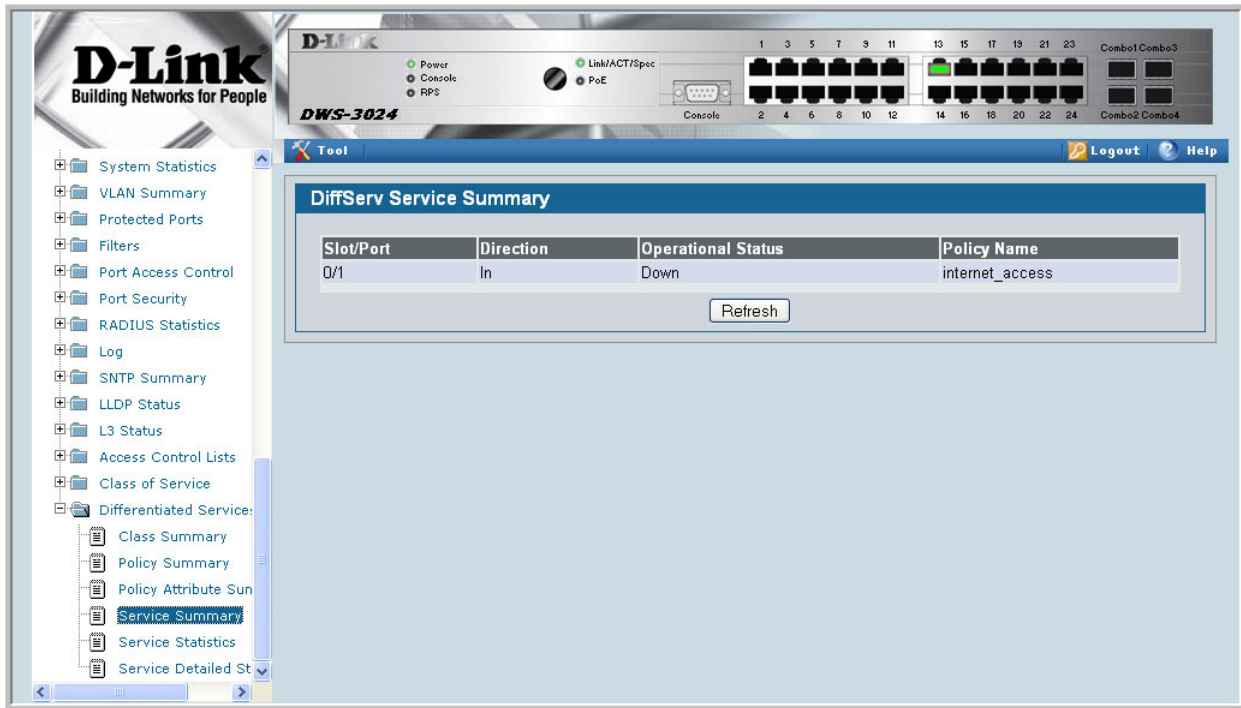 D-Link
Building Networks for People
D-Link
Power
Console
RPS
Link/ACT/Spec
PoE
DWS-3024
Console
1 3 5 7 9 11 13 15 17 19 21 23
2 4 6 8 10 12 14 16 18 20 22 24
Combo1 Combo3
Combo2 Combo4
Tool
Logout
Help
System Statistics
VLAN Summary
Protected Ports
Filters
Port Access Control
Port Security
RADIUS Statistics
Log
SNTP Summary
LLDP Status
L3 Status
Access Control Lists
Class of Service
Differentiated Services
Class Summary
Policy Summary
Policy Attribute Sun
Service Summary
Service Statistics
Service Detailed St
DiffServ Service Summary
Slot/Port Direction Operational Status Policy Name
0/1 In Down internet_access
Refresh